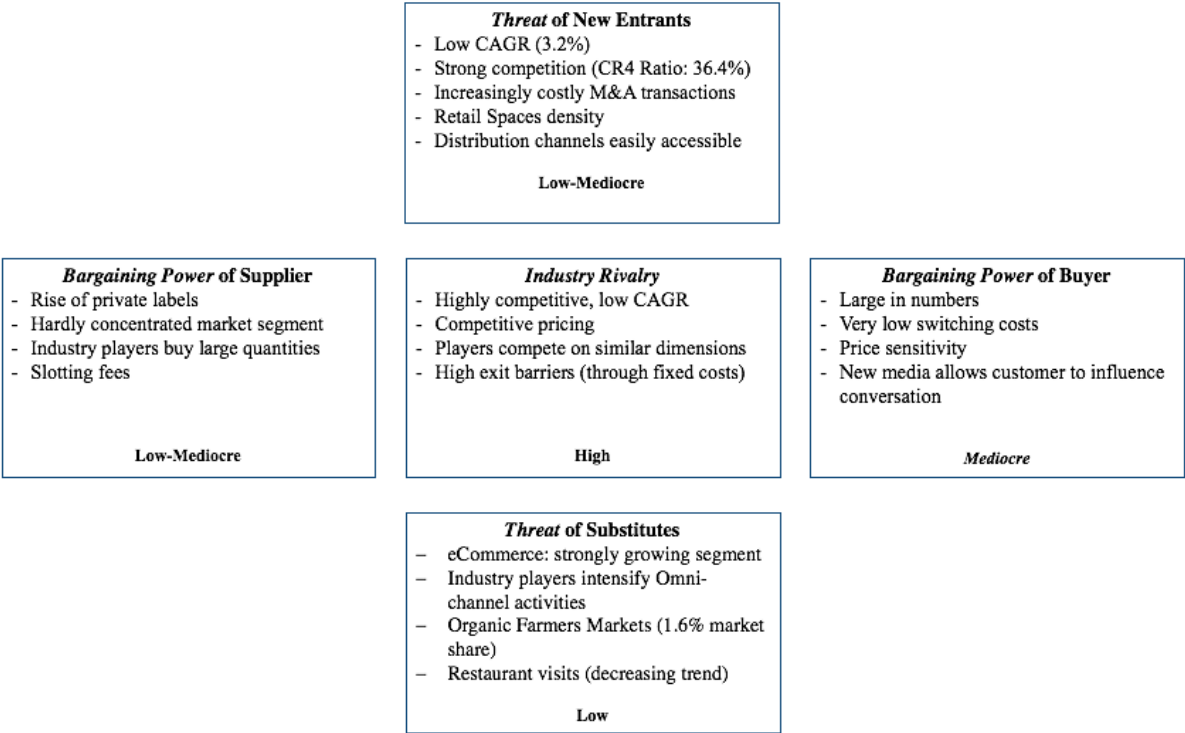 Threat of New Entrants
- Low CAGR (3.2%)
- Strong competition (CR4 Ratio: 36.4%)
- Increasingly costly M&A transactions
- Retail Spaces density
- Distribution channels easily accessible
Low-Mediocre
Bargaining Power of Supplier
- Rise of private labels
- Hardly concentrated market segment
- Industry players buy large quantities
- Slotting fees
Low-Mediocre
Industry Rivalry
- Highly competitive, low CAGR
- Competitive pricing
- Players compete on similar dimensions
- High exit barriers (through fixed costs)
High
Bargaining Power of Buyer
- Large in numbers
- Very low switching costs
- Price sensitivity
- New media allows customer to influence
conversation
Mediocre
Threat of Substitutes
– eCommerce: strongly growing segment
– Industry players intensify Omni-
channel activities
– Organic Farmers Markets (1.6% market
share)
– Restaurant visits (decreasing trend)
Low